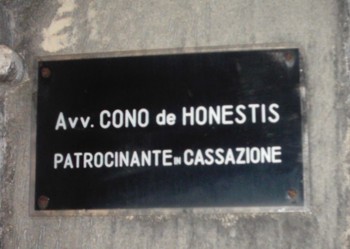 Avv. CONO de HONESTIS
PATROCINANTE IN CASSAZIONE